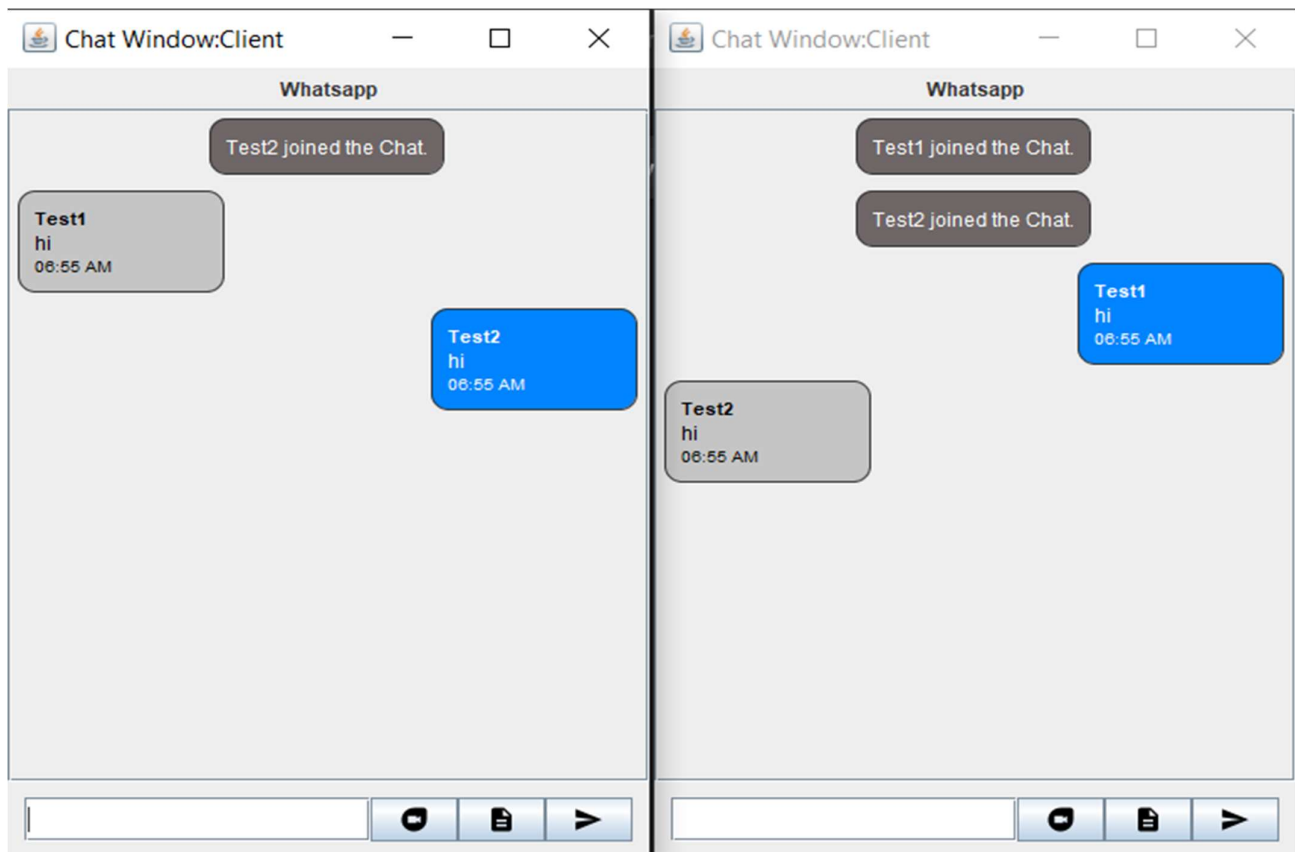 Chat Window:Client
Whatsapp
Test2 joined the Chat.
Test1
hi
06:55 AM
Test2
hi
06:55 AM
Chat Window:Client
Whatsapp
Test1 joined the Chat.
Test2 joined the Chat.
Test1
hi
06:55 AM
Test2
hi
06:55 AM